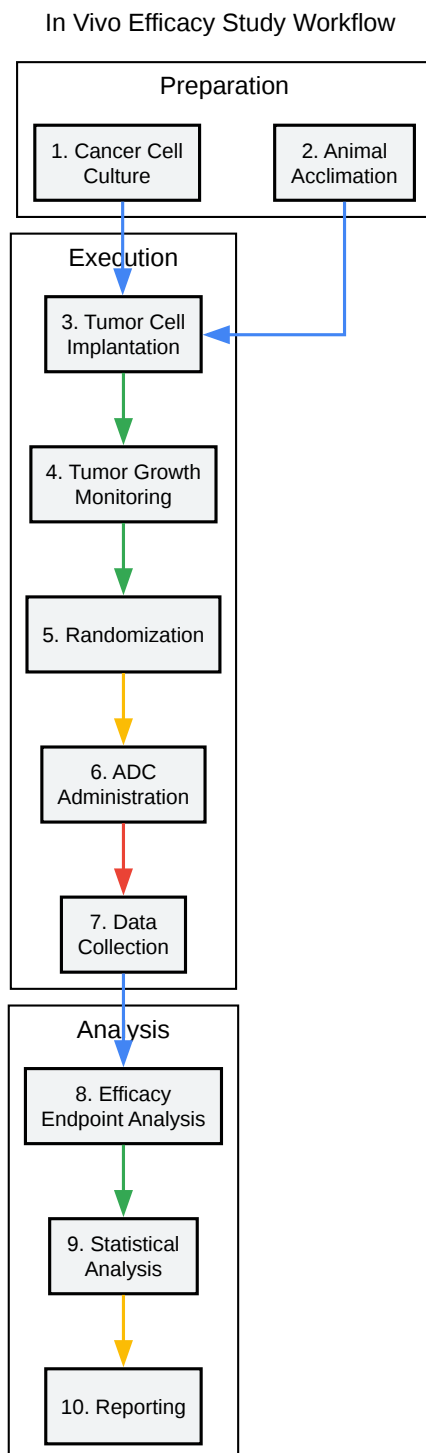 In Vivo Efficacy Study Workflow
Preparation
1. Cancer Cell
Culture
2. Animal
Acclimation
Execution
3. Tumor Cell
Implantation
4. Tumor Growth
Monitoring
5. Randomization
6. ADC
Administration
7. Data
Collection
Analysis
8. Efficacy
Endpoint Analysis
9. Statistical
Analysis
10. Reporting